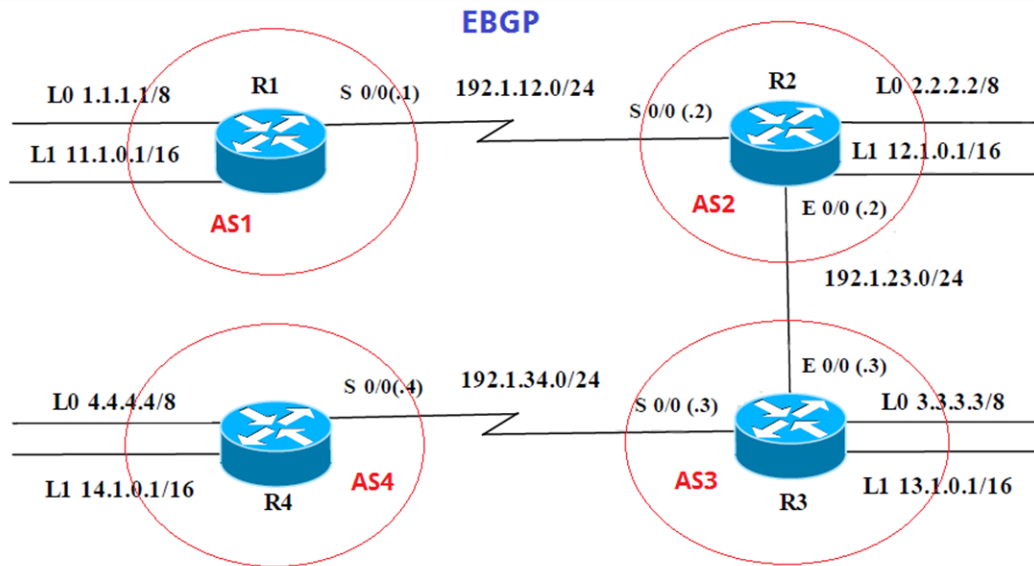 EBGP
L0 1.1.1.1/8
R1
S 0/0(.1)
192.1.12.0/24
S 0/0 (.2)
R2
L0 2.2.2.2/8
L1 11.1.0.1/16
L1 12.1.0.1/16
AS1
AS2
E 0/0 (.2)
192.1.23.0/24
L0 4.4.4.4/8
S 0/0(.4)
192.1.34.0/24
S 0/0 (.3)
E 0/0 (.3)
L0 3.3.3.3/8
L1 14.1.0.1/16
R4
AS4
AS3
R3
L1 13.1.0.1/16